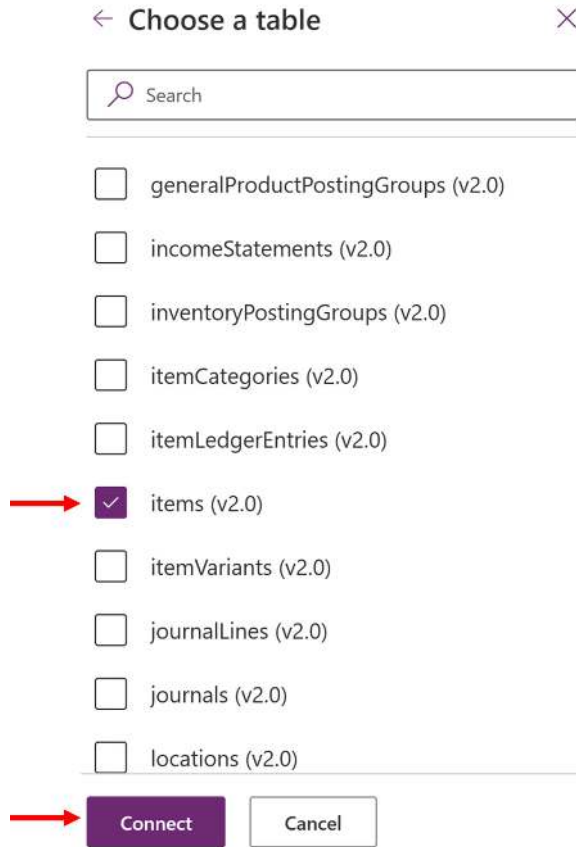 Choose a table
Search
generalProductPostingGroups (v2.0)
incomeStatements (v2.0)
inventoryPostingGroups (v2.0)
itemCategories (v2.0)
itemLedgerEntries (v2.0)
items (v2.0)
itemVariants (v2.0)
journalLines (v2.0)
journals (v2.0)
locations (v2.0)
Connect Cancel